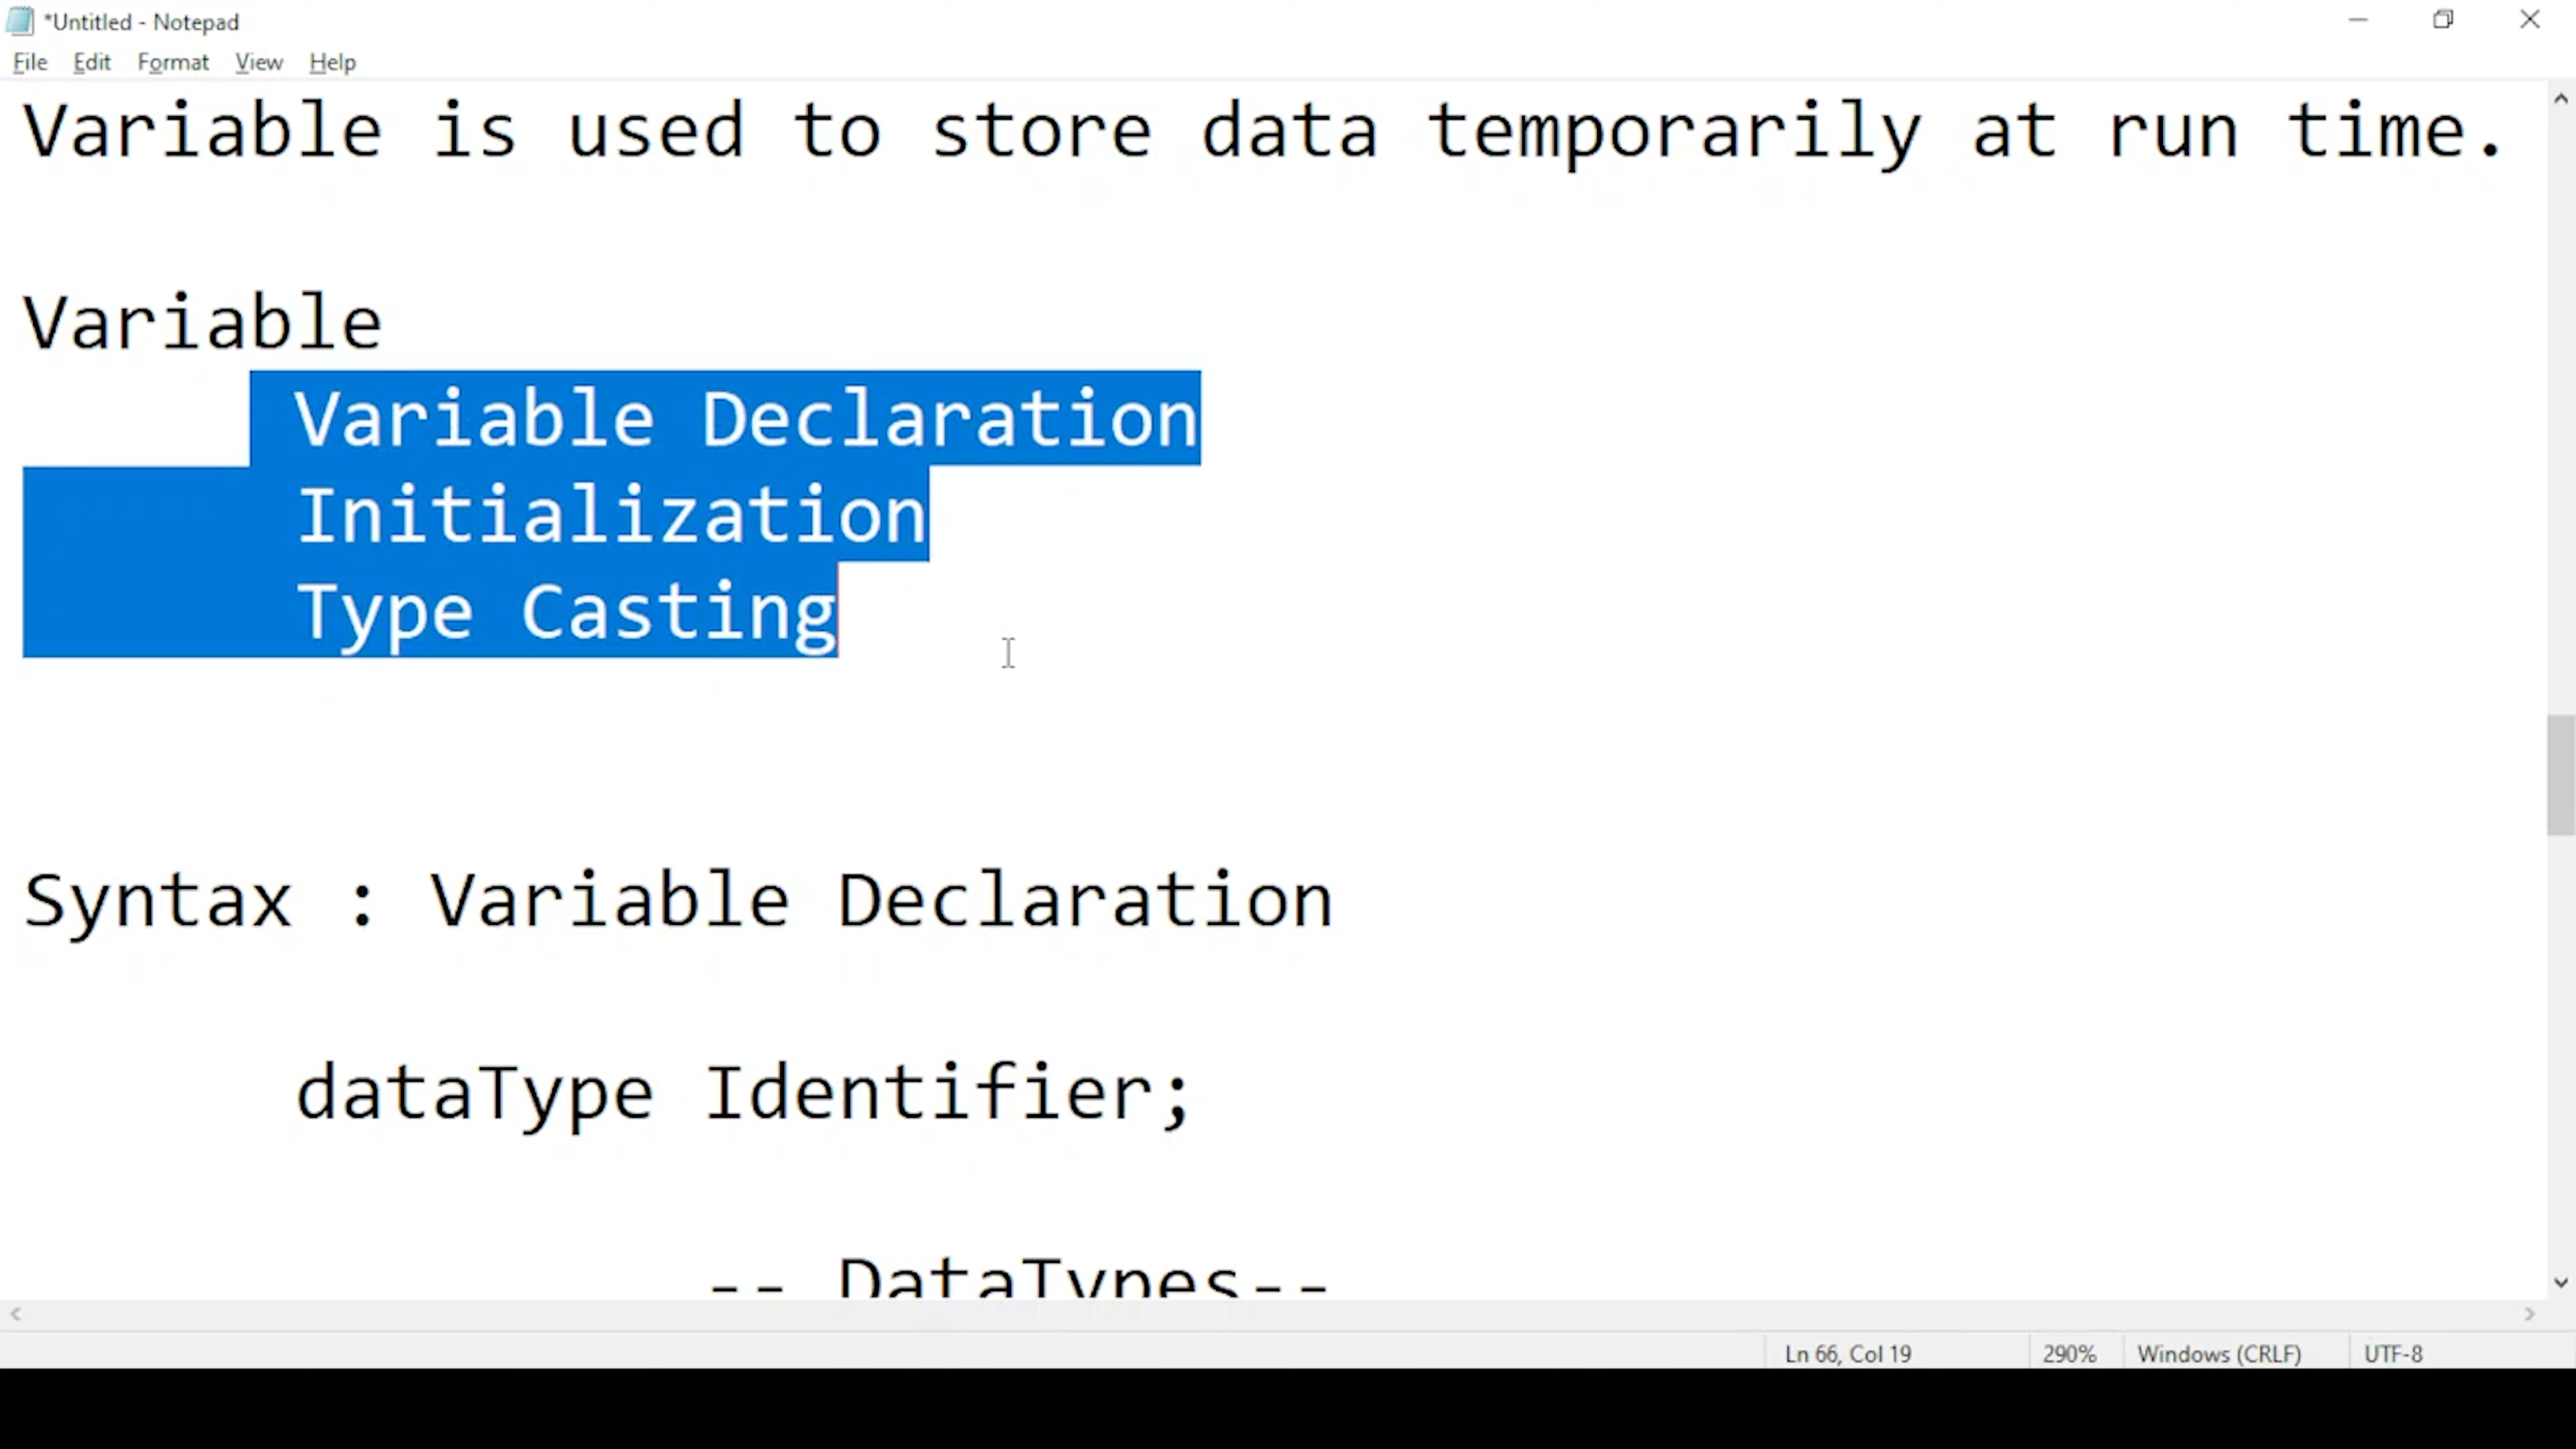 *Untitled - Notepad
File Edit Format View Help
Variable is used to store data temporarily at run time.
Variable
Variable Declaration
Initialization
Type Casting
Syntax : Variable Declaration
dataType Identifier;
-- DataTypes--
Ln 66, Col 19 290% Windows (CRLF) UTF-8